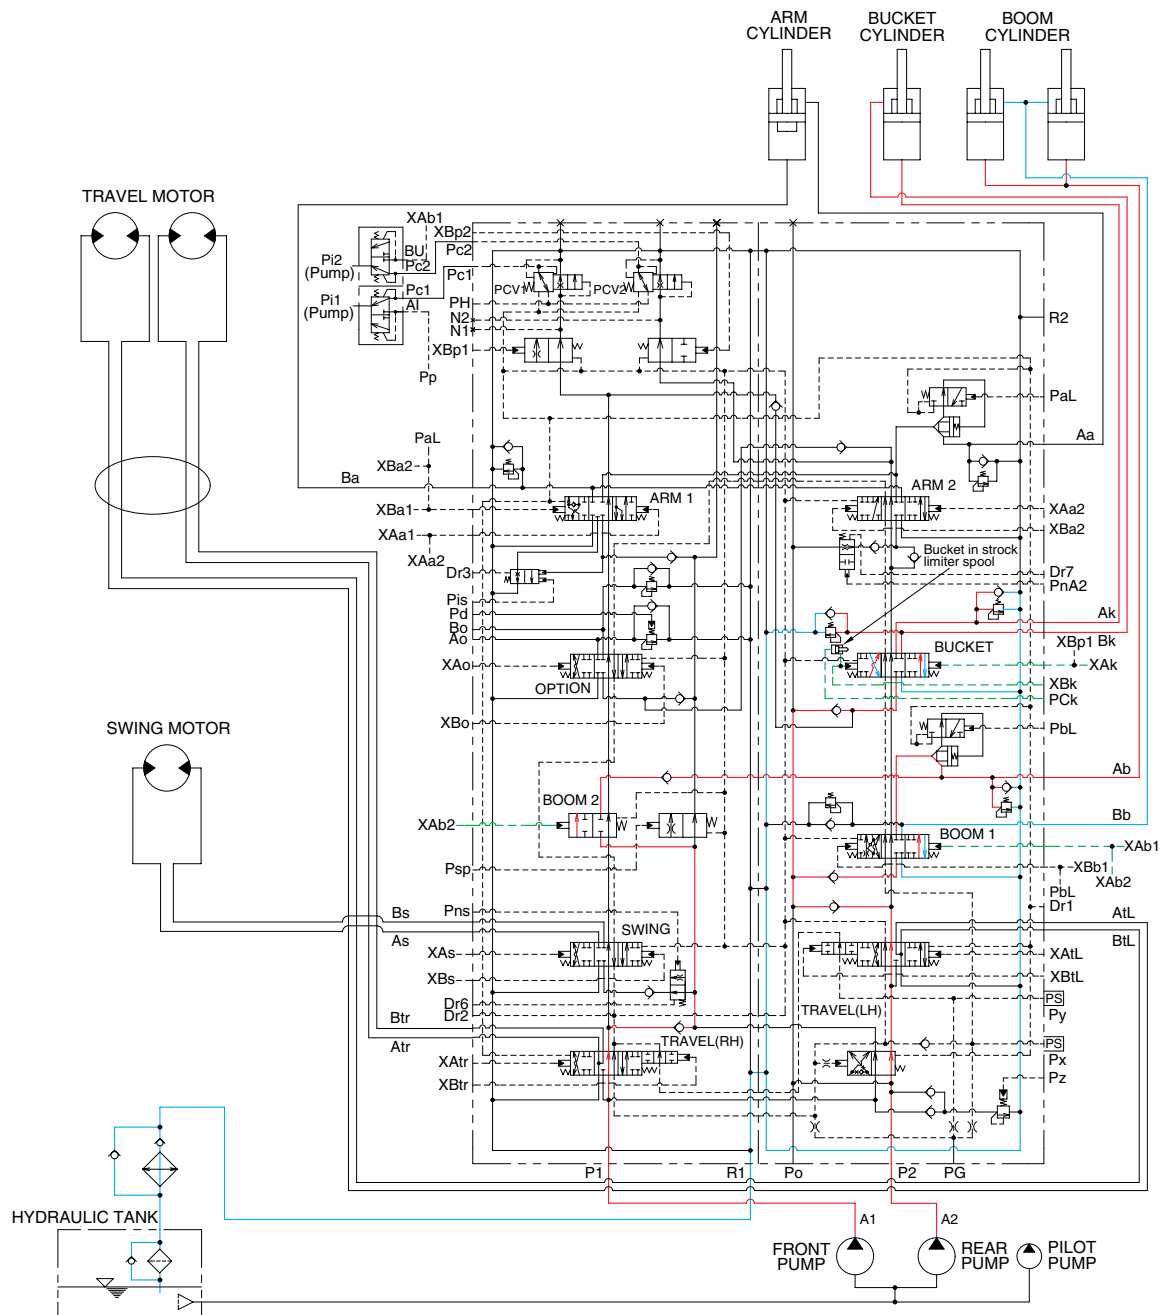 ARM
CYLINDER
BUCKET
CYLINDER
BOOM
CYLINDER
TRAVEL MOTOR
XAb1
XBp2
BU
Pc2
Pc2
Pi2
(Pump)
Pc1
Pc1
AI
Pi1
(Pump)
PCV1
PCV2
PH
N2
N1
XBp1
Pp
R2
PaL
Aa
PaL
XBa2
Ba
XBa1
XAa1
XAa2
ARM 1
ARM 2
XAa2
XBa2
Bucket in strock
limiter spool
Dr3
Pis
Pd
Bo
Ao
Dr7
PnA2
Ak
XBp1
Bk
XAk
XBk
PCk
BUCKET
XAo
OPTION
XBo
PbL
SWING MOTOR
Ab
Bb
BOOM 2
XAb2
BOOM 1
XAb1
XBb1
XAb2
PbL
Dr1
Psp
Pns
Bs
As
SWING
XAs
XBs
Dr6
Dr2
AtL
BtL
XAtL
XBtL
PS
Py
TRAVEL(LH)
Btr
Atr
TRAVEL(RH)
XAtr
XBtr
PS
Px
Pz
P1
R1
Po
P2
PG
HYDRAULIC TANK
A1
A2
FRONT
PUMP
REAR
PUMP
PILOT
PUMP